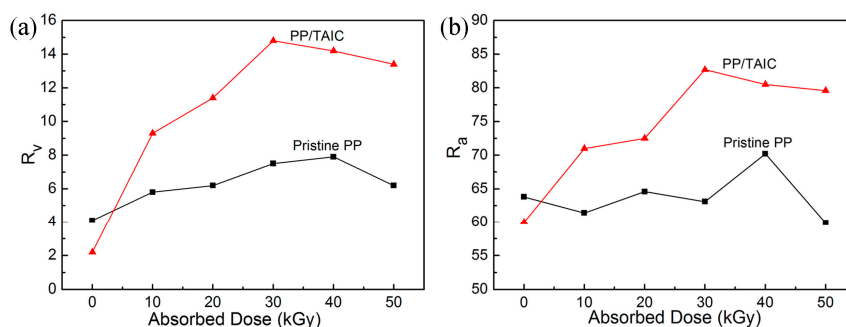 (a)
16
14
12
10
8
6
4
2
0
R_v
PP/TAIC
Pristine PP
0 10 20 30 40 50
Absorbed Dose (kGy)
(b)
90
85
80
75
70
65
60
55
50
R_a
PP/TAIC
Pristine PP
0 10 20 30 40 50
Absorbed Dose (kGy)